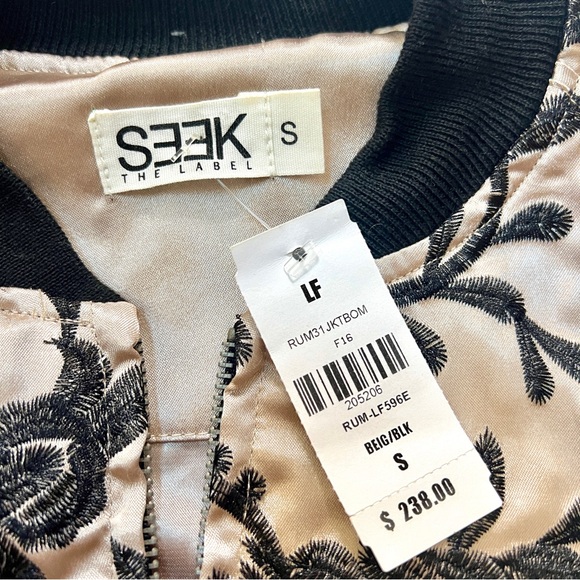 SEEK
THE LABEL
S
LF
RUM31JKTBOM
F16
205206
RUM-LF596E
BEIG/BLK
S
$ 238.00